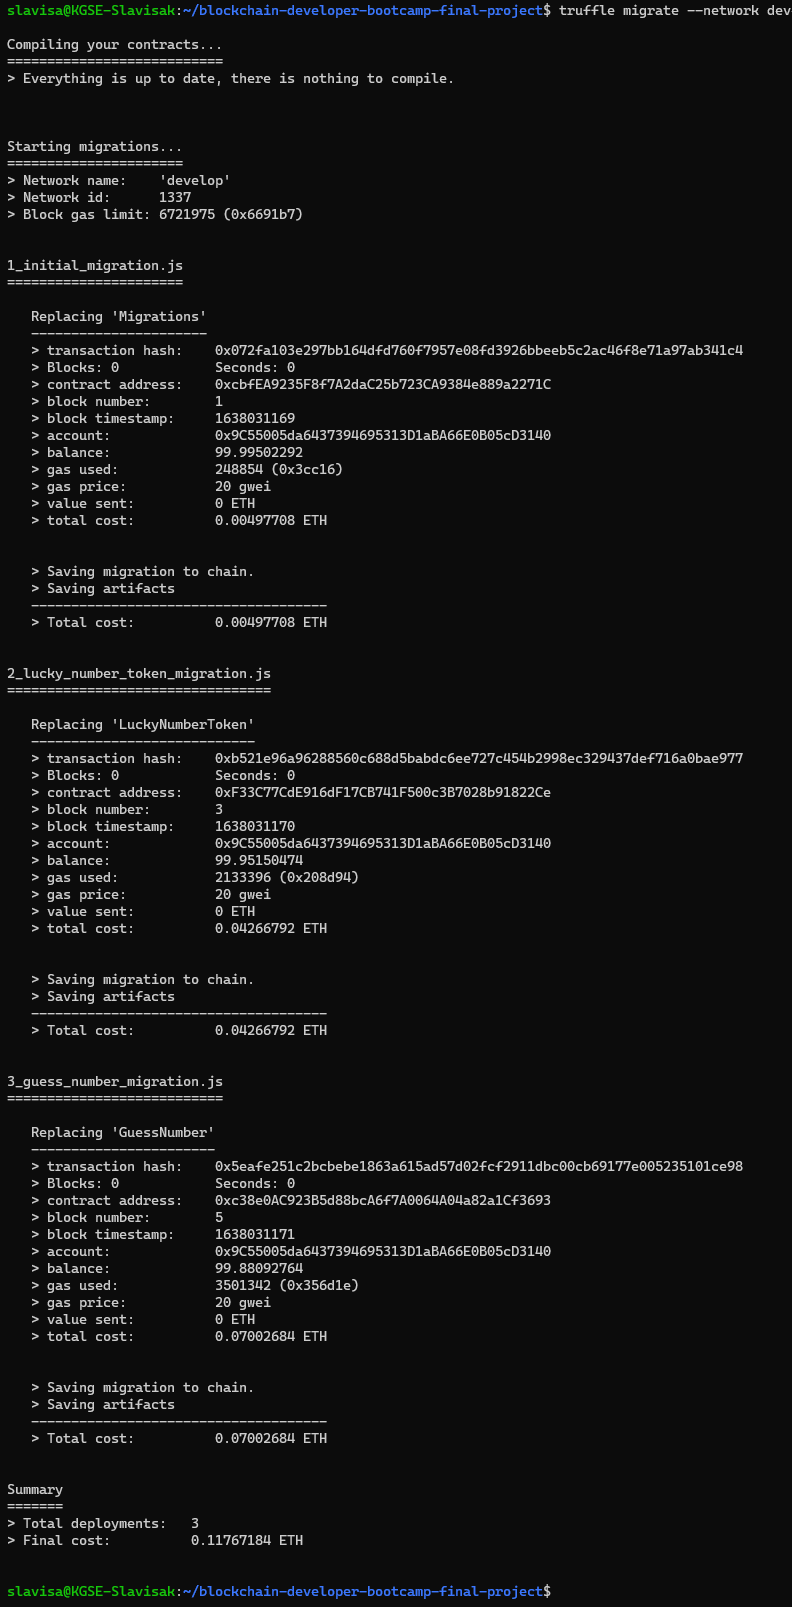 slavisa@KGSE-Slavisak:~/blockchain-developer-bootcamp-final-project$ truffle migrate --network dev
Compiling your contracts...
===========================
> Everything is up to date, there is nothing to compile.
Starting migrations...
======================
> Network name:    'develop'
> Network id:      1337
> Block gas limit: 6721975 (0x6691b7)
1_initial_migration.js
======================
   Replacing 'Migrations'
   ----------------------
   > transaction hash:    0x072fa103e297bb164dfd760f7957e08fd3926bbeeb5c2ac46f8e71a97ab341c4
   > Blocks: 0            Seconds: 0
   > contract address:    0xcbfEA9235F8f7A2daC25b723CA9384e889a2271C
   > block number:        1
   > block timestamp:     1638031169
   > account:             0x9C55005da6437394695313D1aBA66E0B05cD3140
   > balance:             99.99502292
   > gas used:            248854 (0x3cc16)
   > gas price:           20 gwei
   > value sent:          0 ETH
   > total cost:          0.00497708 ETH
   > Saving migration to chain.
   > Saving artifacts
   -------------------------------------
   > Total cost:          0.00497708 ETH
2_lucky_number_token_migration.js
=================================
   Replacing 'LuckyNumberToken'
   ----------------------------
   > transaction hash:    0xb521e96a96288560c688d5babdc6ee727c454b2998ec329437def716a0bae977
   > Blocks: 0            Seconds: 0
   > contract address:    0xF33C77CdE916dF17CB741F500c3B7028b91822Ce
   > block number:        3
   > block timestamp:     1638031170
   > account:             0x9C55005da6437394695313D1aBA66E0B05cD3140
   > balance:             99.95150474
   > gas used:            2133396 (0x208d94)
   > gas price:           20 gwei
   > value sent:          0 ETH
   > total cost:          0.04266792 ETH
   > Saving migration to chain.
   > Saving artifacts
   -------------------------------------
   > Total cost:          0.04266792 ETH
3_guess_number_migration.js
===========================
   Replacing 'GuessNumber'
   -----------------------
   > transaction hash:    0x5eafe251c2bcbebe1863a615ad57d02fcf2911dbc00cb69177e005235101ce98
   > Blocks: 0            Seconds: 0
   > contract address:    0xc38e0AC923B5d88bcA6f7A0064A04a82a1Cf3693
   > block number:        5
   > block timestamp:     1638031171
   > account:             0x9C55005da6437394695313D1aBA66E0B05cD3140
   > balance:             99.88092764
   > gas used:            3501342 (0x356d1e)
   > gas price:           20 gwei
   > value sent:          0 ETH
   > total cost:          0.07002684 ETH
   > Saving migration to chain.
   > Saving artifacts
   -------------------------------------
   > Total cost:          0.07002684 ETH
Summary
=======
> Total deployments:   3
> Final cost:          0.11767184 ETH
slavisa@KGSE-Slavisak:~/blockchain-developer-bootcamp-final-project$